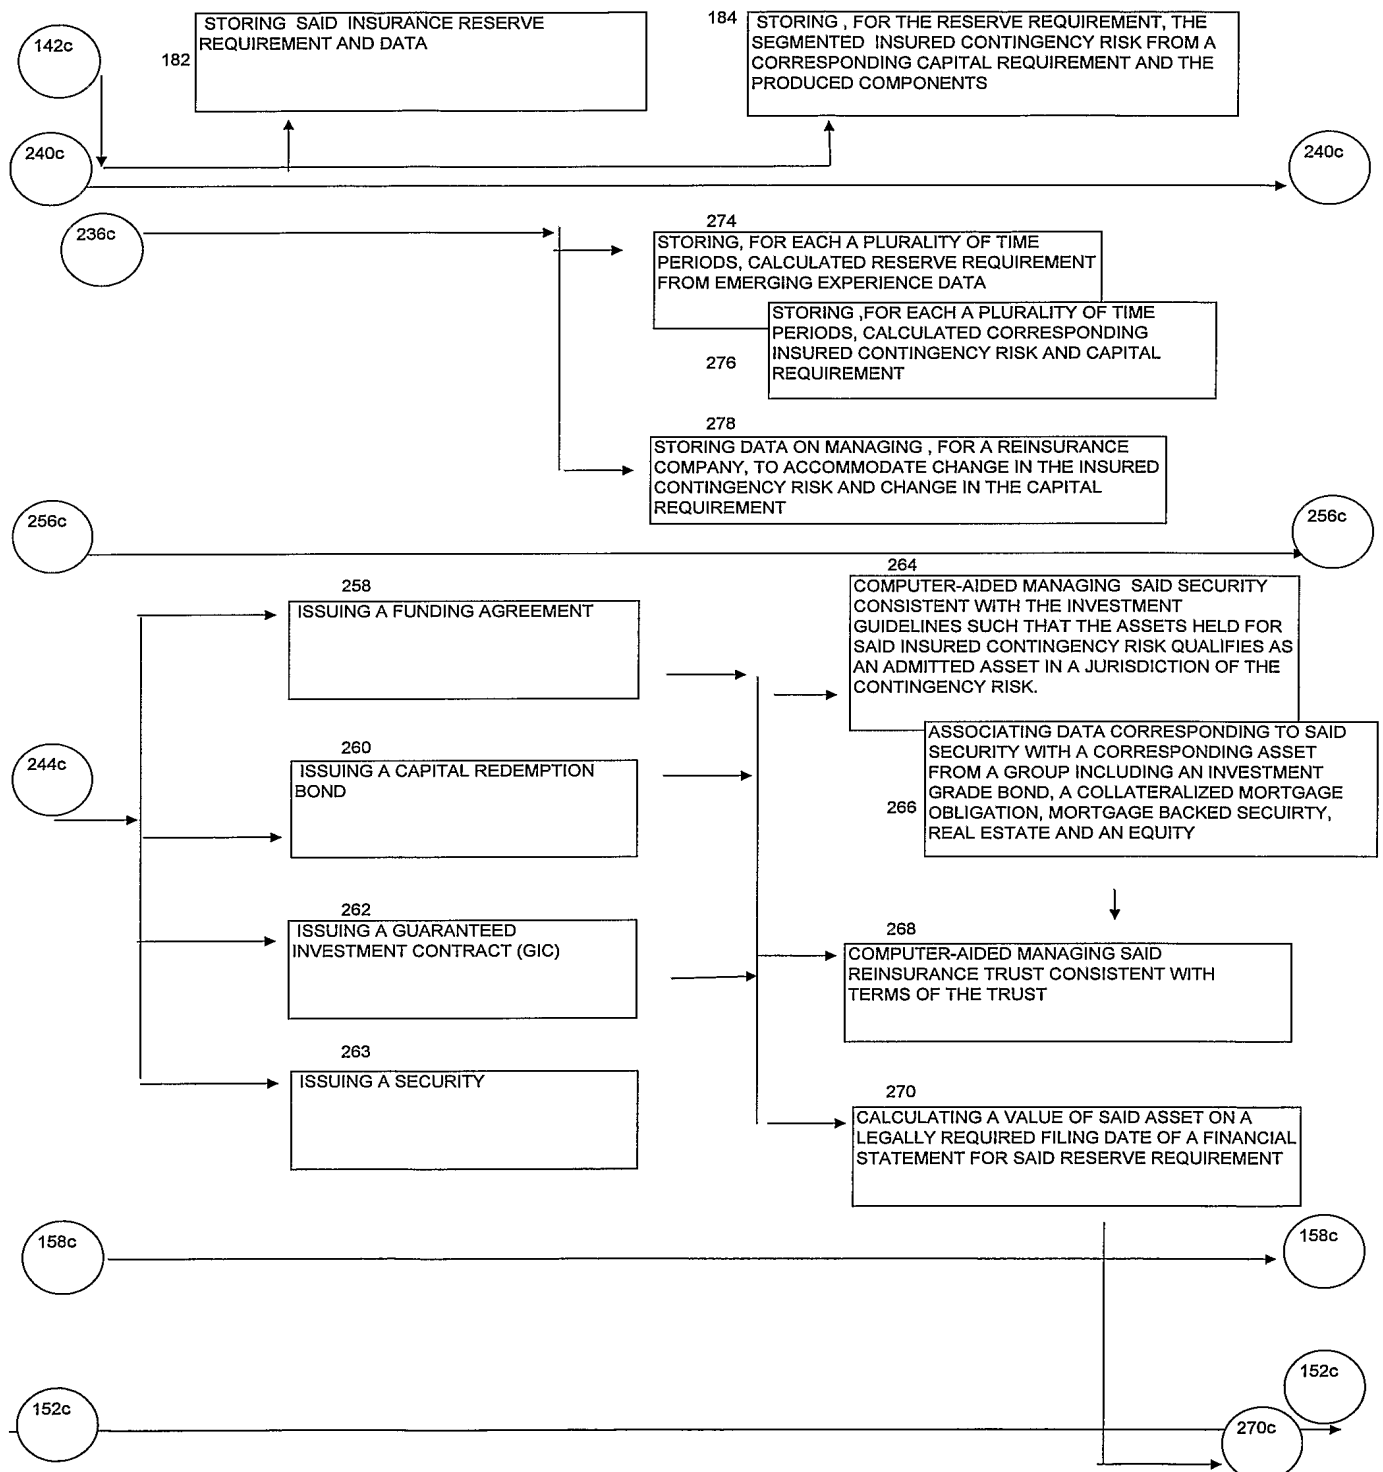 142c
182
STORING SAID INSURANCE RESERVE
REQUIREMENT AND DATA
184
STORING , FOR THE RESERVE REQUIREMENT, THE
SEGMENTED INSURED CONTINGENCY RISK FROM A
CORRESPONDING CAPITAL REQUIREMENT AND THE
PRODUCED COMPONENTS
240c
240c
236c
274
STORING, FOR EACH A PLURALITY OF TIME
PERIODS, CALCULATED RESERVE REQUIREMENT
FROM EMERGING EXPERIENCE DATA
276
STORING ,FOR EACH A PLURALITY OF TIME
PERIODS, CALCULATED CORRESPONDING
INSURED CONTINGENCY RISK AND CAPITAL
REQUIREMENT
278
STORING DATA ON MANAGING , FOR A REINSURANCE
COMPANY, TO ACCOMMODATE CHANGE IN THE INSURED
CONTINGENCY RISK AND CHANGE IN THE CAPITAL
REQUIREMENT
256c
256c
258
ISSUING A FUNDING AGREEMENT
264
COMPUTER-AIDED MANAGING SAID SECURITY
CONSISTENT WITH THE INVESTMENT
GUIDELINES SUCH THAT THE ASSETS HELD FOR
SAID INSURED CONTINGENCY RISK QUALIFIES AS
AN ADMITTED ASSET IN A JURISDICTION OF THE
CONTINGENCY RISK.
244c
260
ISSUING A CAPITAL REDEMPTION
BOND
266
ASSOCIATING DATA CORRESPONDING TO SAID
SECURITY WITH A CORRESPONDING ASSET
FROM A GROUP INCLUDING AN INVESTMENT
GRADE BOND, A COLLATERALIZED MORTGAGE
OBLIGATION, MORTGAGE BACKED SECUIRTY,
REAL ESTATE AND AN EQUITY
262
ISSUING A GUARANTEED
INVESTMENT CONTRACT (GIC)
268
COMPUTER-AIDED MANAGING SAID
REINSURANCE TRUST CONSISTENT WITH
TERMS OF THE TRUST
263
ISSUING A SECURITY
270
CALCULATING A VALUE OF SAID ASSET ON A
LEGALLY REQUIRED FILING DATE OF A FINANCIAL
STATEMENT FOR SAID RESERVE REQUIREMENT
158c
158c
152c
152c
270c